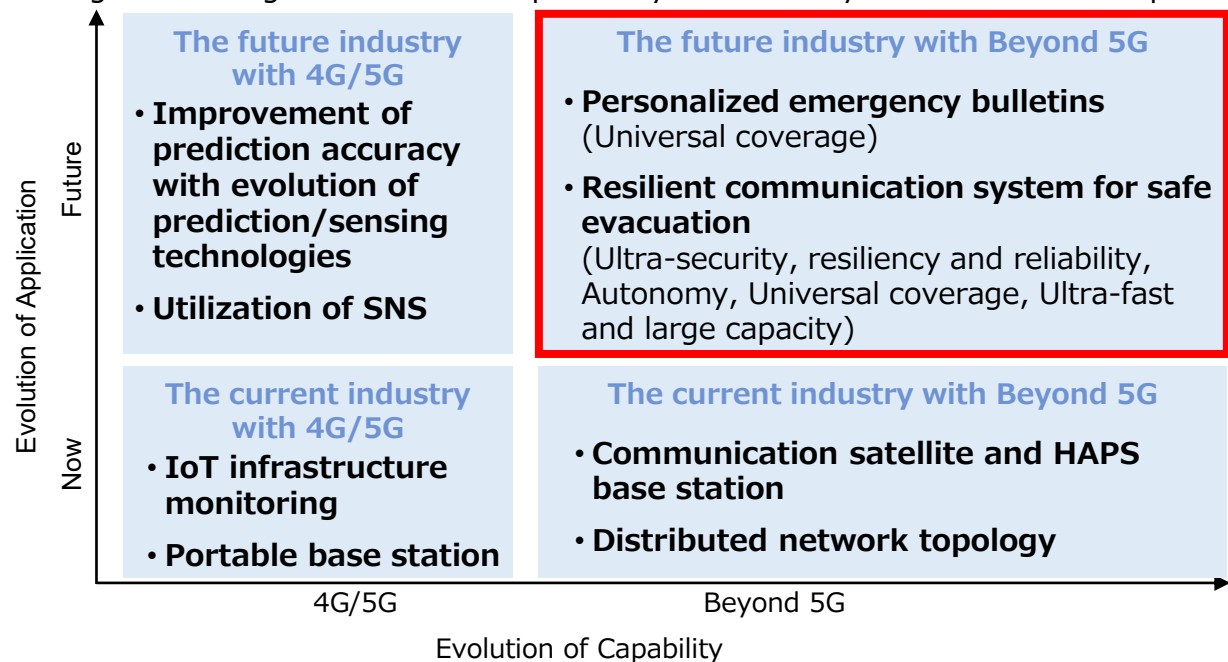 The future industry
with 4G/5G
• Improvement of
prediction accuracy
with evolution of
prediction/sensing
technologies
• Utilization of SNS
The future industry with Beyond 5G
• Personalized emergency bulletins
(Universal coverage)
• Resilient communication system for safe
evacuation
(Ultra-security, resiliency and reliability,
Autonomy, Universal coverage, Ultra-fast
and large capacity)
The current industry
with 4G/5G
• IoT infrastructure
monitoring
• Portable base station
The current industry with Beyond 5G
• Communication satellite and HAPS
base station
• Distributed network topology
Evolution of Application
Future
Now
4G/5G
Beyond 5G
Evolution of Capability